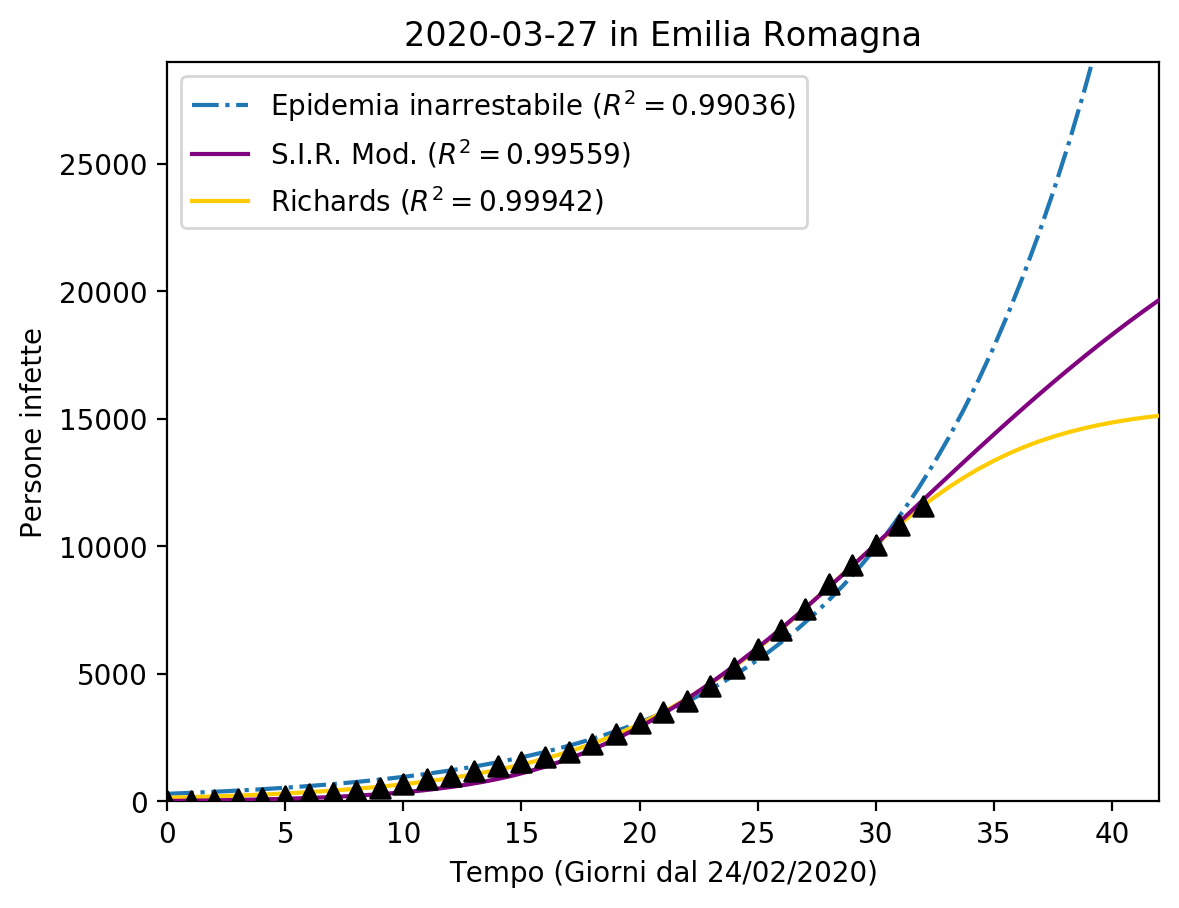 2020-03-27 in Emilia Romagna
Epidemia inarrestabile (R² = 0.99036)
S.I.R. Mod. (R² = 0.99559)
Richards (R² = 0.99942)
25000
20000
15000
10000
5000
0
Persone infette
0 5 10 15 20 25 30 35 40
Tempo (Giorni dal 24/02/2020)